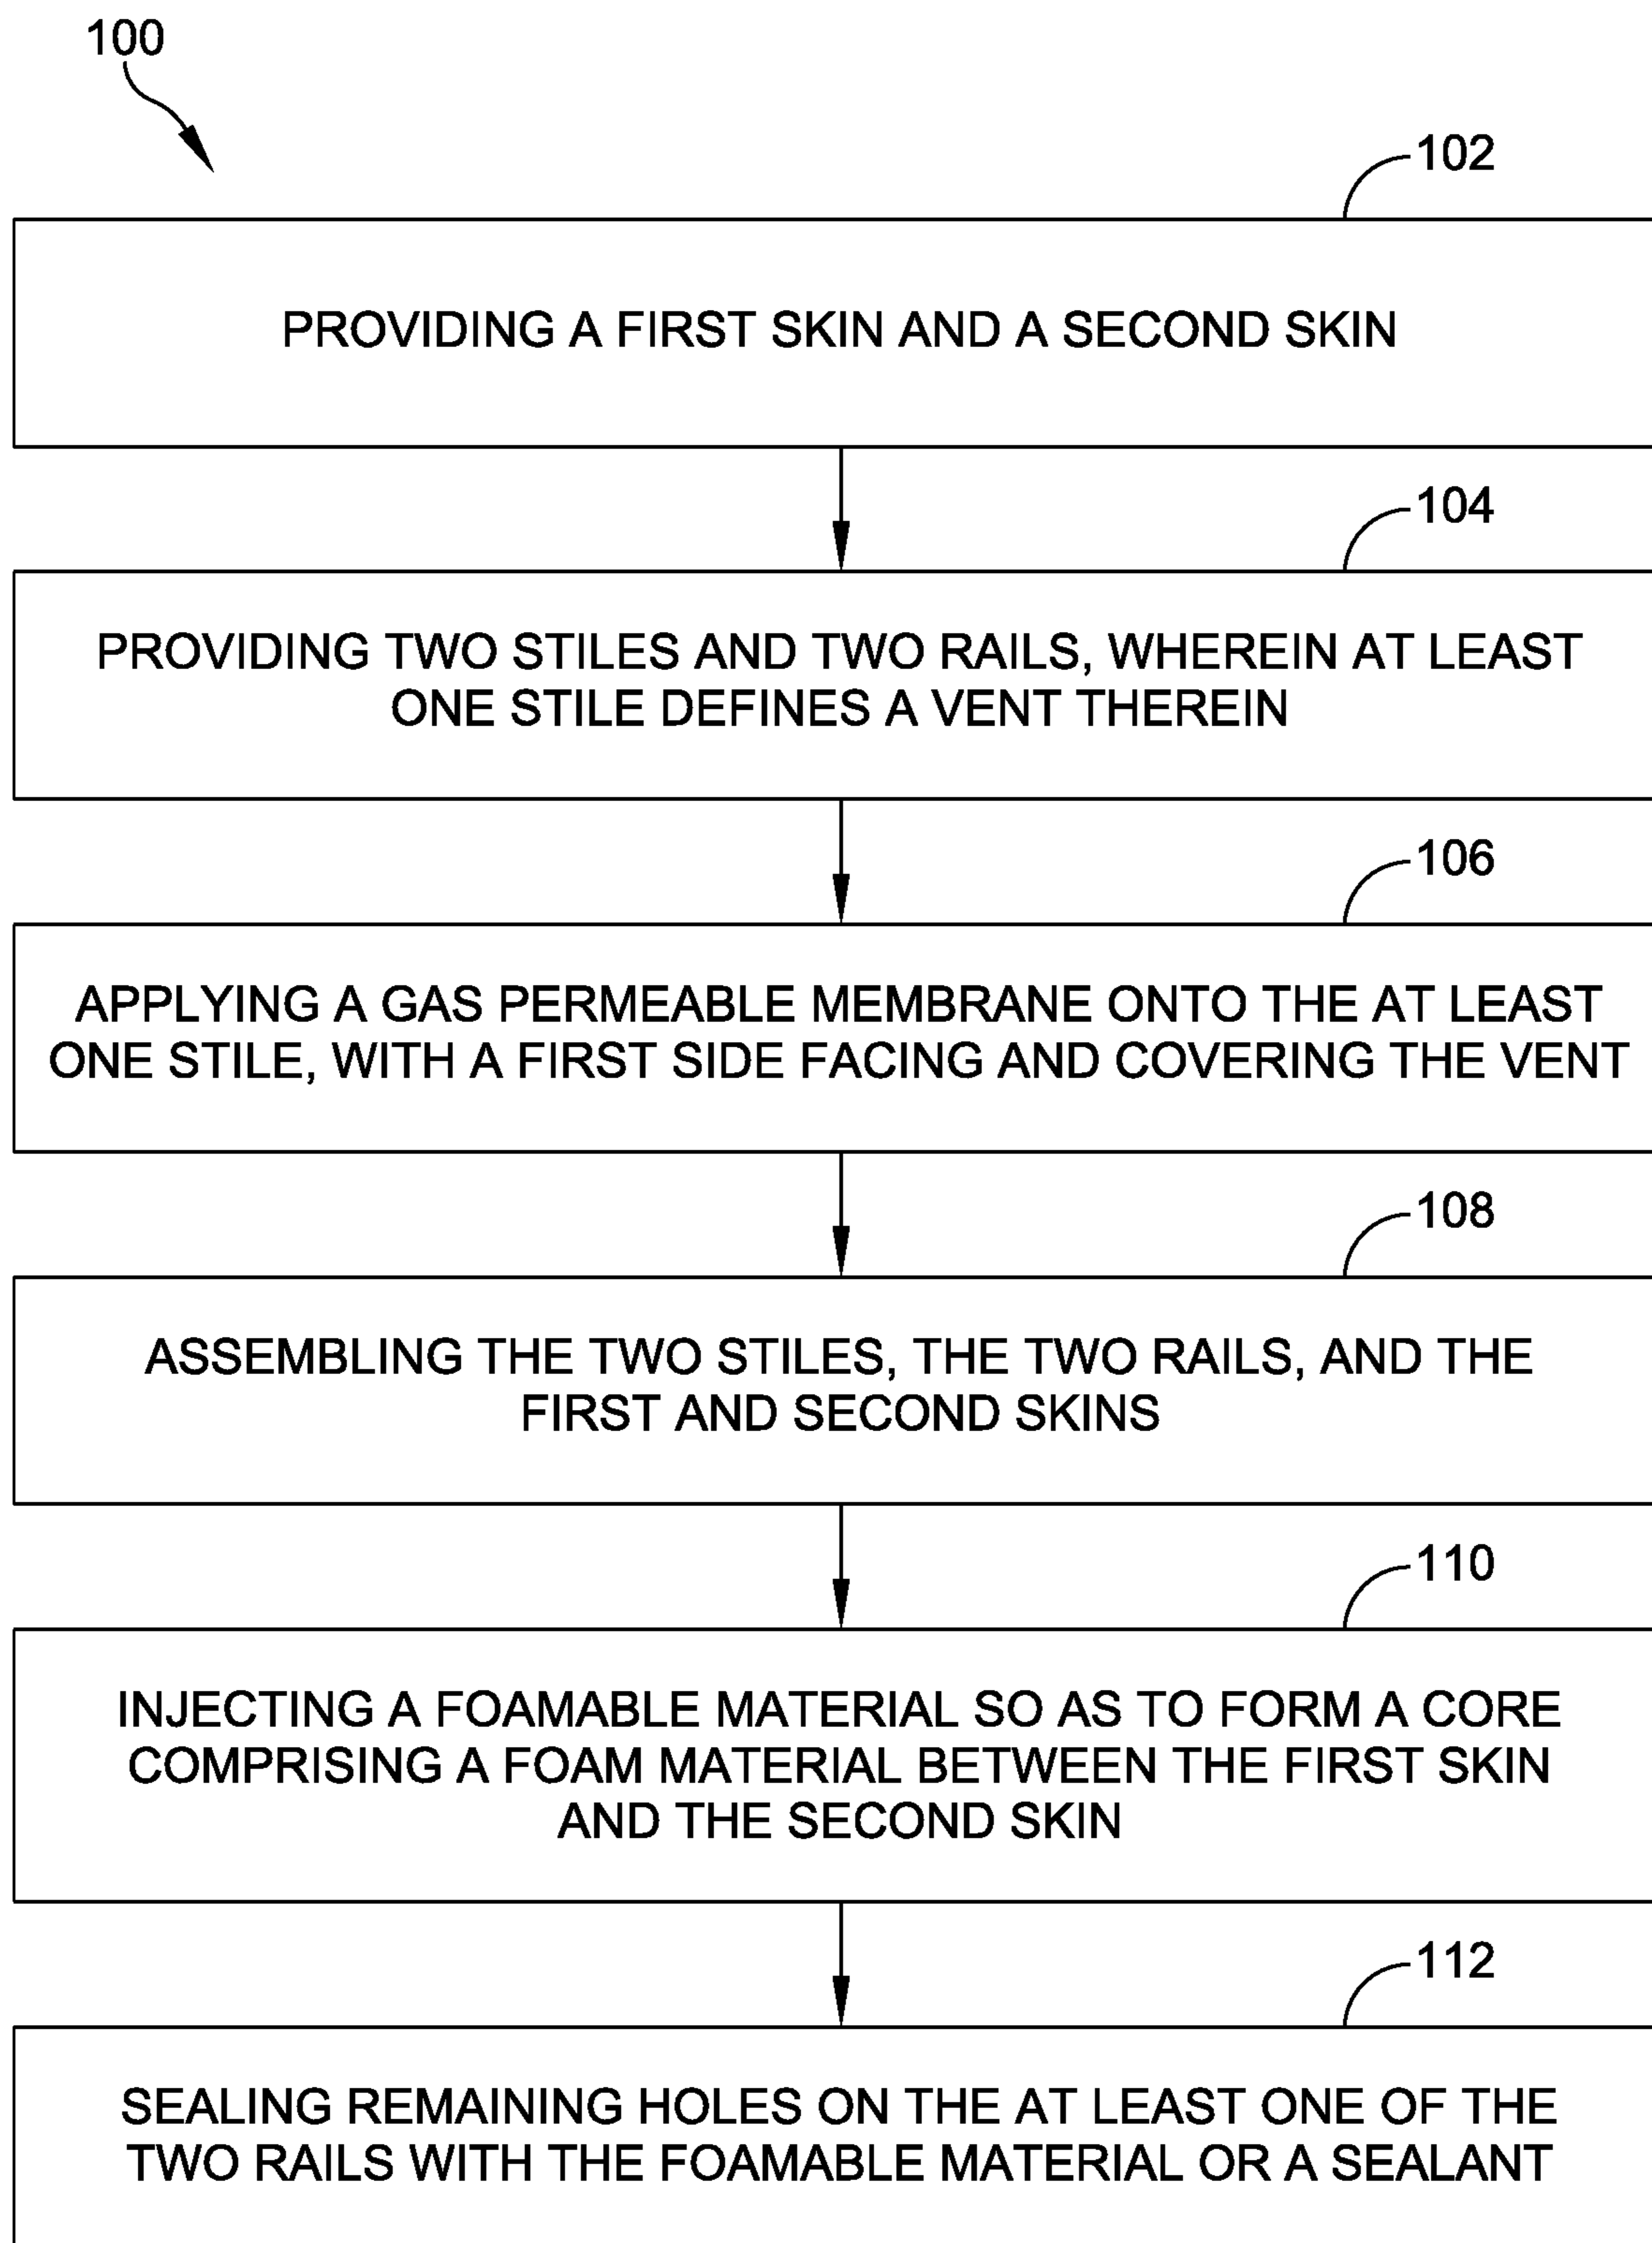 100
102
PROVIDING A FIRST SKIN AND A SECOND SKIN
104
PROVIDING TWO STILES AND TWO RAILS, WHEREIN AT LEAST
ONE STILE DEFINES A VENT THEREIN
106
APPLYING A GAS PERMEABLE MEMBRANE ONTO THE AT LEAST
ONE STILE, WITH A FIRST SIDE FACING AND COVERING THE VENT
108
ASSEMBLING THE TWO STILES, THE TWO RAILS, AND THE
FIRST AND SECOND SKINS
110
INJECTING A FOAMABLE MATERIAL SO AS TO FORM A CORE
COMPRISING A FOAM MATERIAL BETWEEN THE FIRST SKIN
AND THE SECOND SKIN
112
SEALING REMAINING HOLES ON THE AT LEAST ONE OF THE
TWO RAILS WITH THE FOAMABLE MATERIAL OR A SEALANT